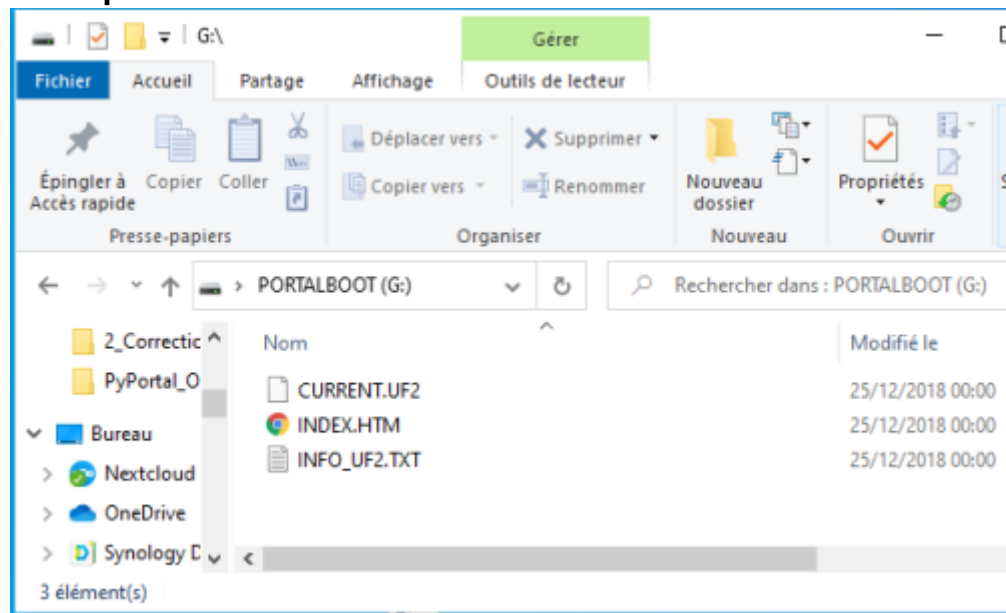 G:\
Gérer
Fichier Accueil Partage Affichage Outils de lecteur
Épingler à Accès rapide
Copier
Coller
Déplacer vers
Copier vers
Supprimer
Renommer
Nouveau dossier
Propriétés
Presse-papiers Organiser Nouveau Ouvrir
PORTALBOOT (G:)
Rechercher dans : PORTALBOOT (G:)
2_Correctic
PyPortal_O
Bureau
Nextcloud
OneDrive
Synology D
Nom Modifié le
CURRENT.UF2 25/12/2018 00:00
INDEX.HTM 25/12/2018 00:00
INFO_UF2.TXT 25/12/2018 00:00
3 élément(s)